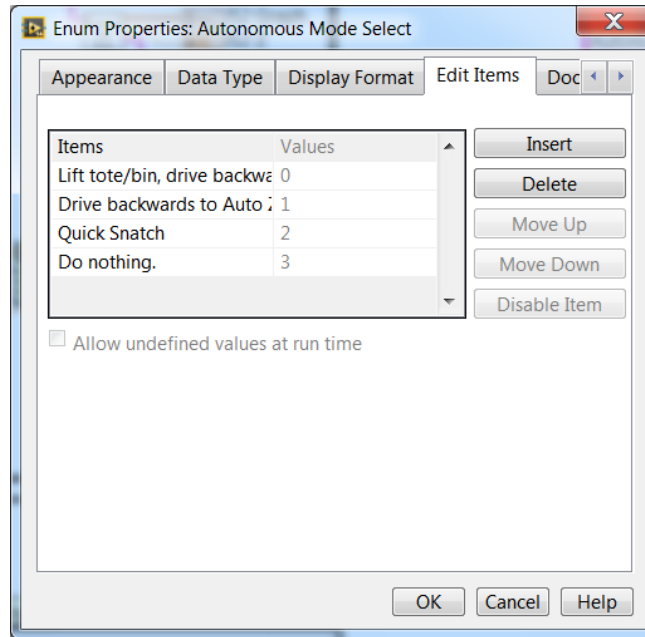 Enum Properties: Autonomous Mode Select
Appearance Data Type Display Format Edit Items Doc
Items Values
Lift tote/bin, drive 0
Drive backwards to Auto 1
Quick Snatch 2
Do nothing. 3
Insert
Delete
Move Up
Move Down
Disable Item
Allow undefined values at run time
OK Cancel Help